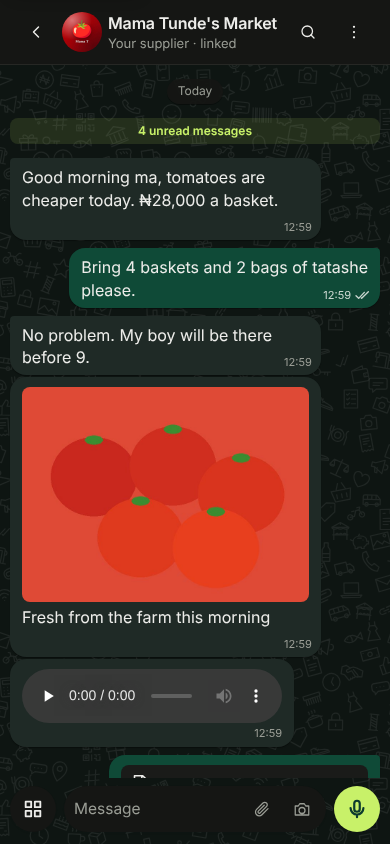 Mama Tunde's Market
Your supplier · linked
Today
4 unread messages
Good morning ma, tomatoes are
cheaper today. ₦28,000 a basket.
12:59
Bring 4 baskets and 2 bags of tatashe
please.
12:59
No problem. My boy will be there
before 9.
12:59
Fresh from the farm this morning
12:59
0:00 / 0:00
12:59
Message